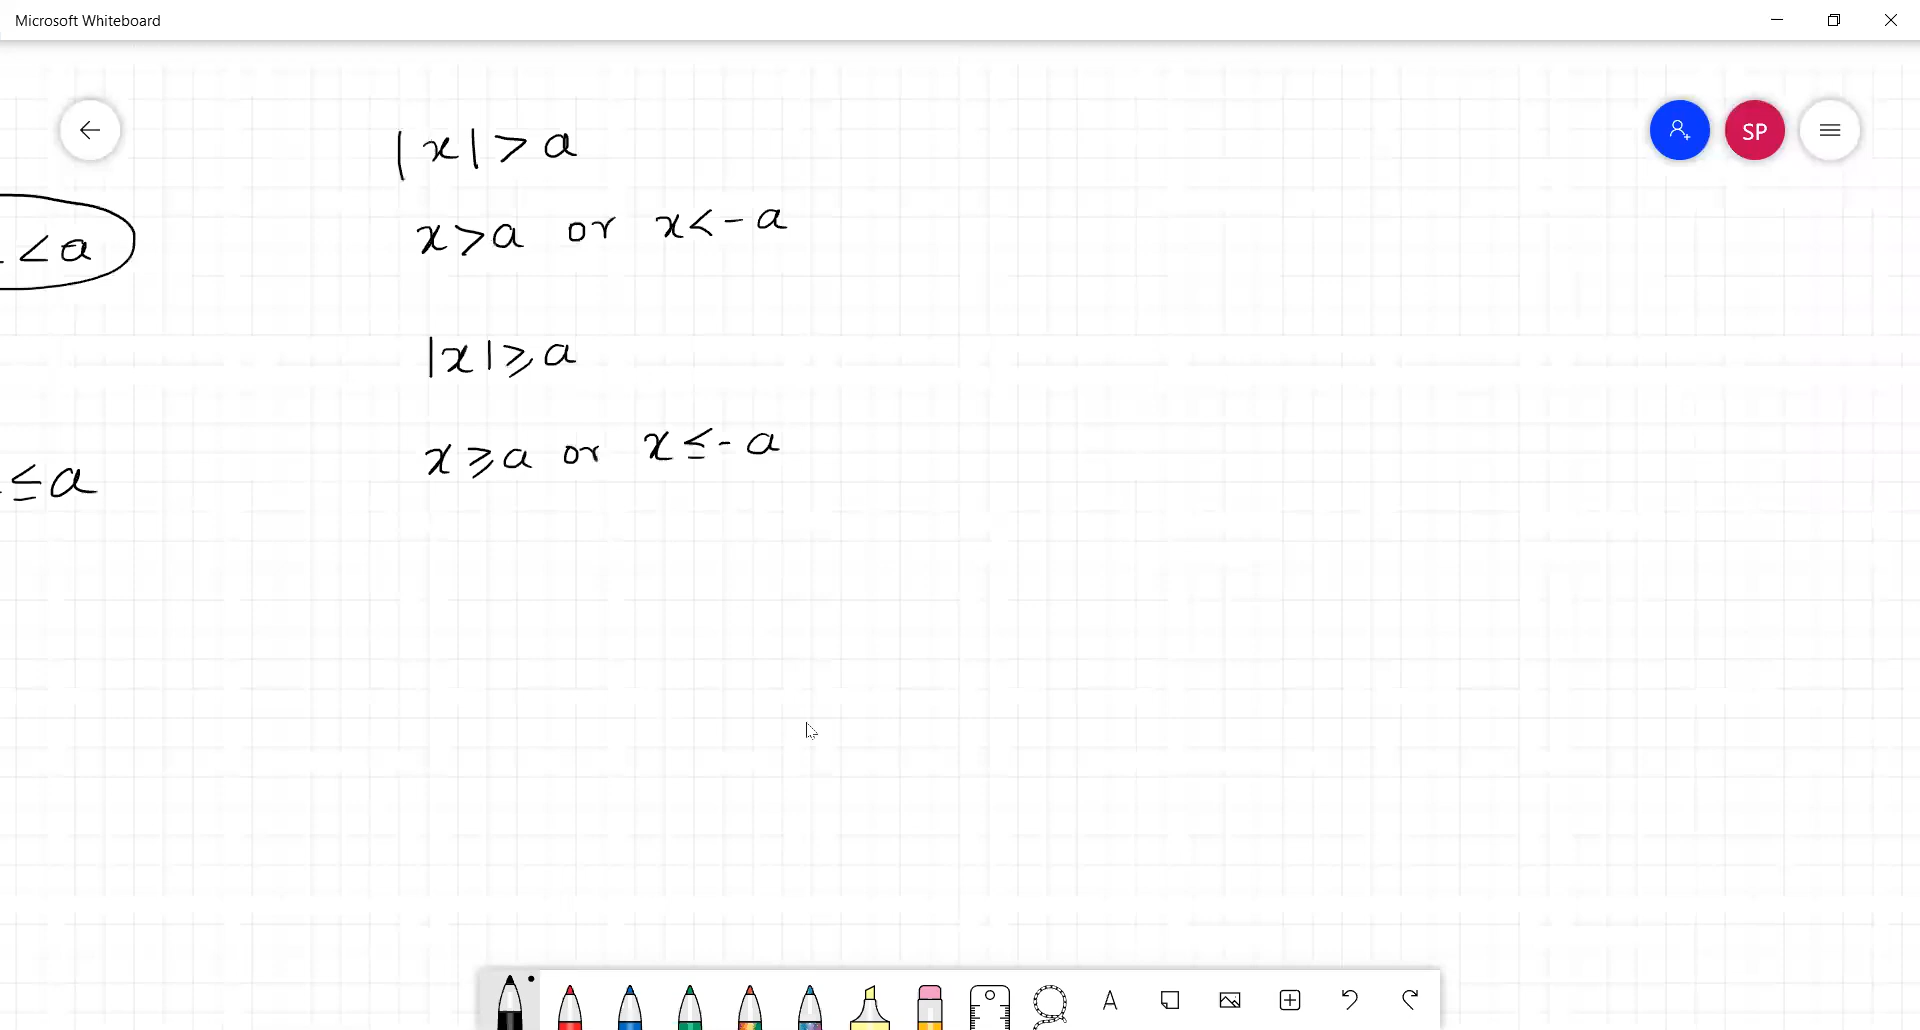 Microsoft Whiteboard
|x| > a
x > a or x < - a
< a
|x| ⩾ a
x ⩾ a or x ≤ - a
≤ a
SP
A